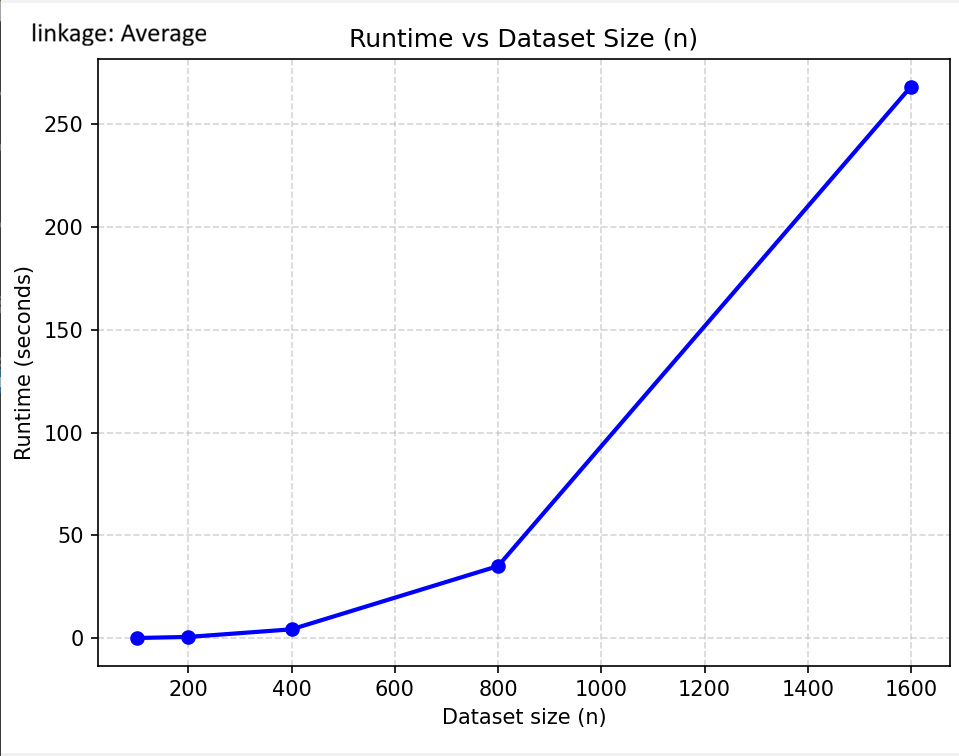 linkage: Average
Runtime vs Dataset Size (n)
Runtime (seconds)
250
200
150
100
50
0
200 400 600 800 1000 1200 1400 1600
Dataset size (n)